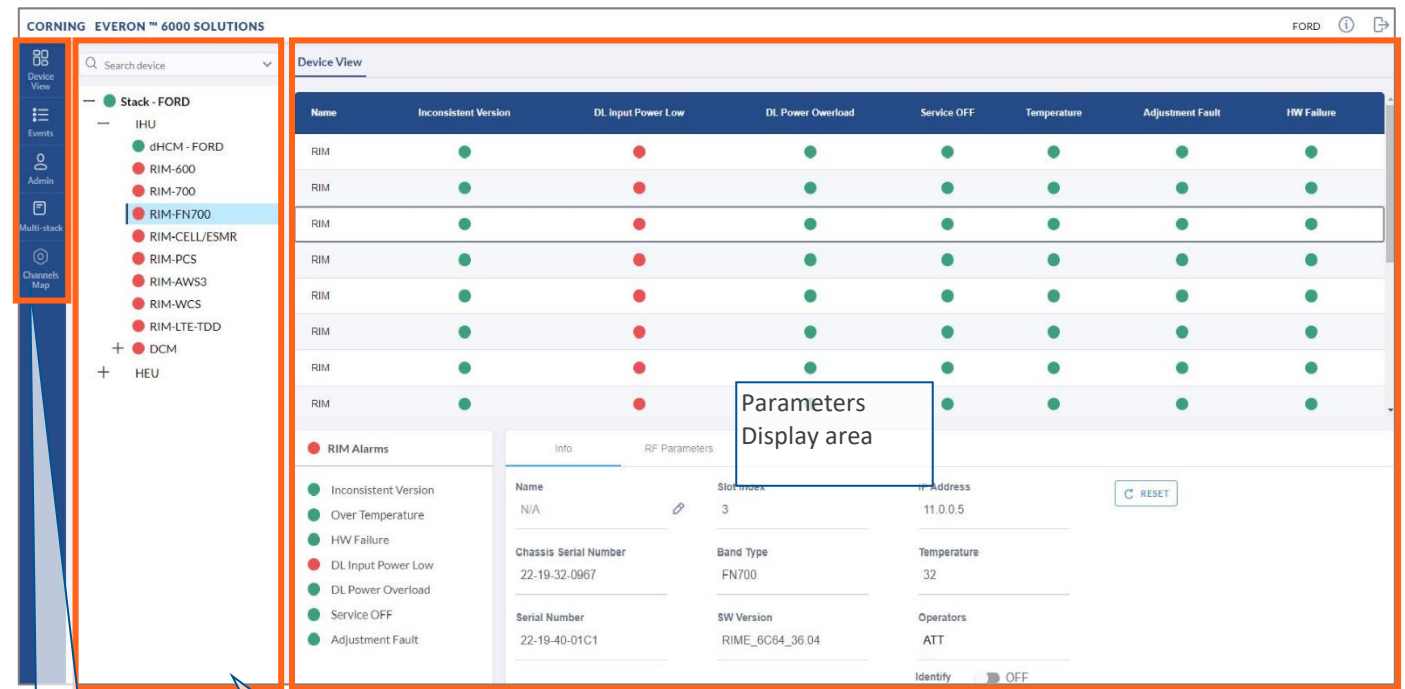 CORNING EVERON ™ 6000 SOLUTIONS
FORD
Device
View
Events
Admin
Multi-stack
Channels
Map
Search device
Stack - FORD
IHU
dHCM - FORD
RIM-600
RIM-700
RIM-FN700
RIM-CELL/ESMR
RIM-PCS
RIM-AWS3
RIM-WCS
RIM-LTE-TDD
DCM
HEU
Device View
Name Inconsistent Version DL input Power Low DL Power Owerload Service OFF Temperature Adjustment Fault HW Failure
RIM
RIM
RIM
RIM
RIM
RIM
RIM
RIM
Parameters
Display area
RIM Alarms
Inconsistent Version
Over Temperature
HW Failure
DL Input Power Low
DL Power Overload
Service OFF
Adjustment Fault
Info RF Parameters
Name Slot Index IP Address
N/A 3 11.0.0.5
RESET
Chassis Serial Number Band Type Temperature
22-19-32-0967 FN700 32
Serial Number SW Version Operators
22-19-40-01C1 RIME_6C64_36.04 ATT
Identify OFF